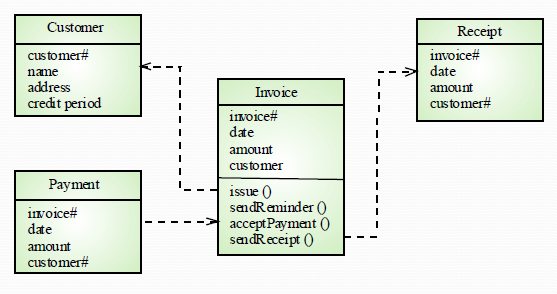 Customer
customer#
name
address
credit period
Receipt
invoice#
date
amount
customer#
Invoice
invoice#
date
amount
customer
issue ()
sendReminder ()
acceptPayment ()
sendReceipt ()
Payment
invoice#
date
amount
customer#